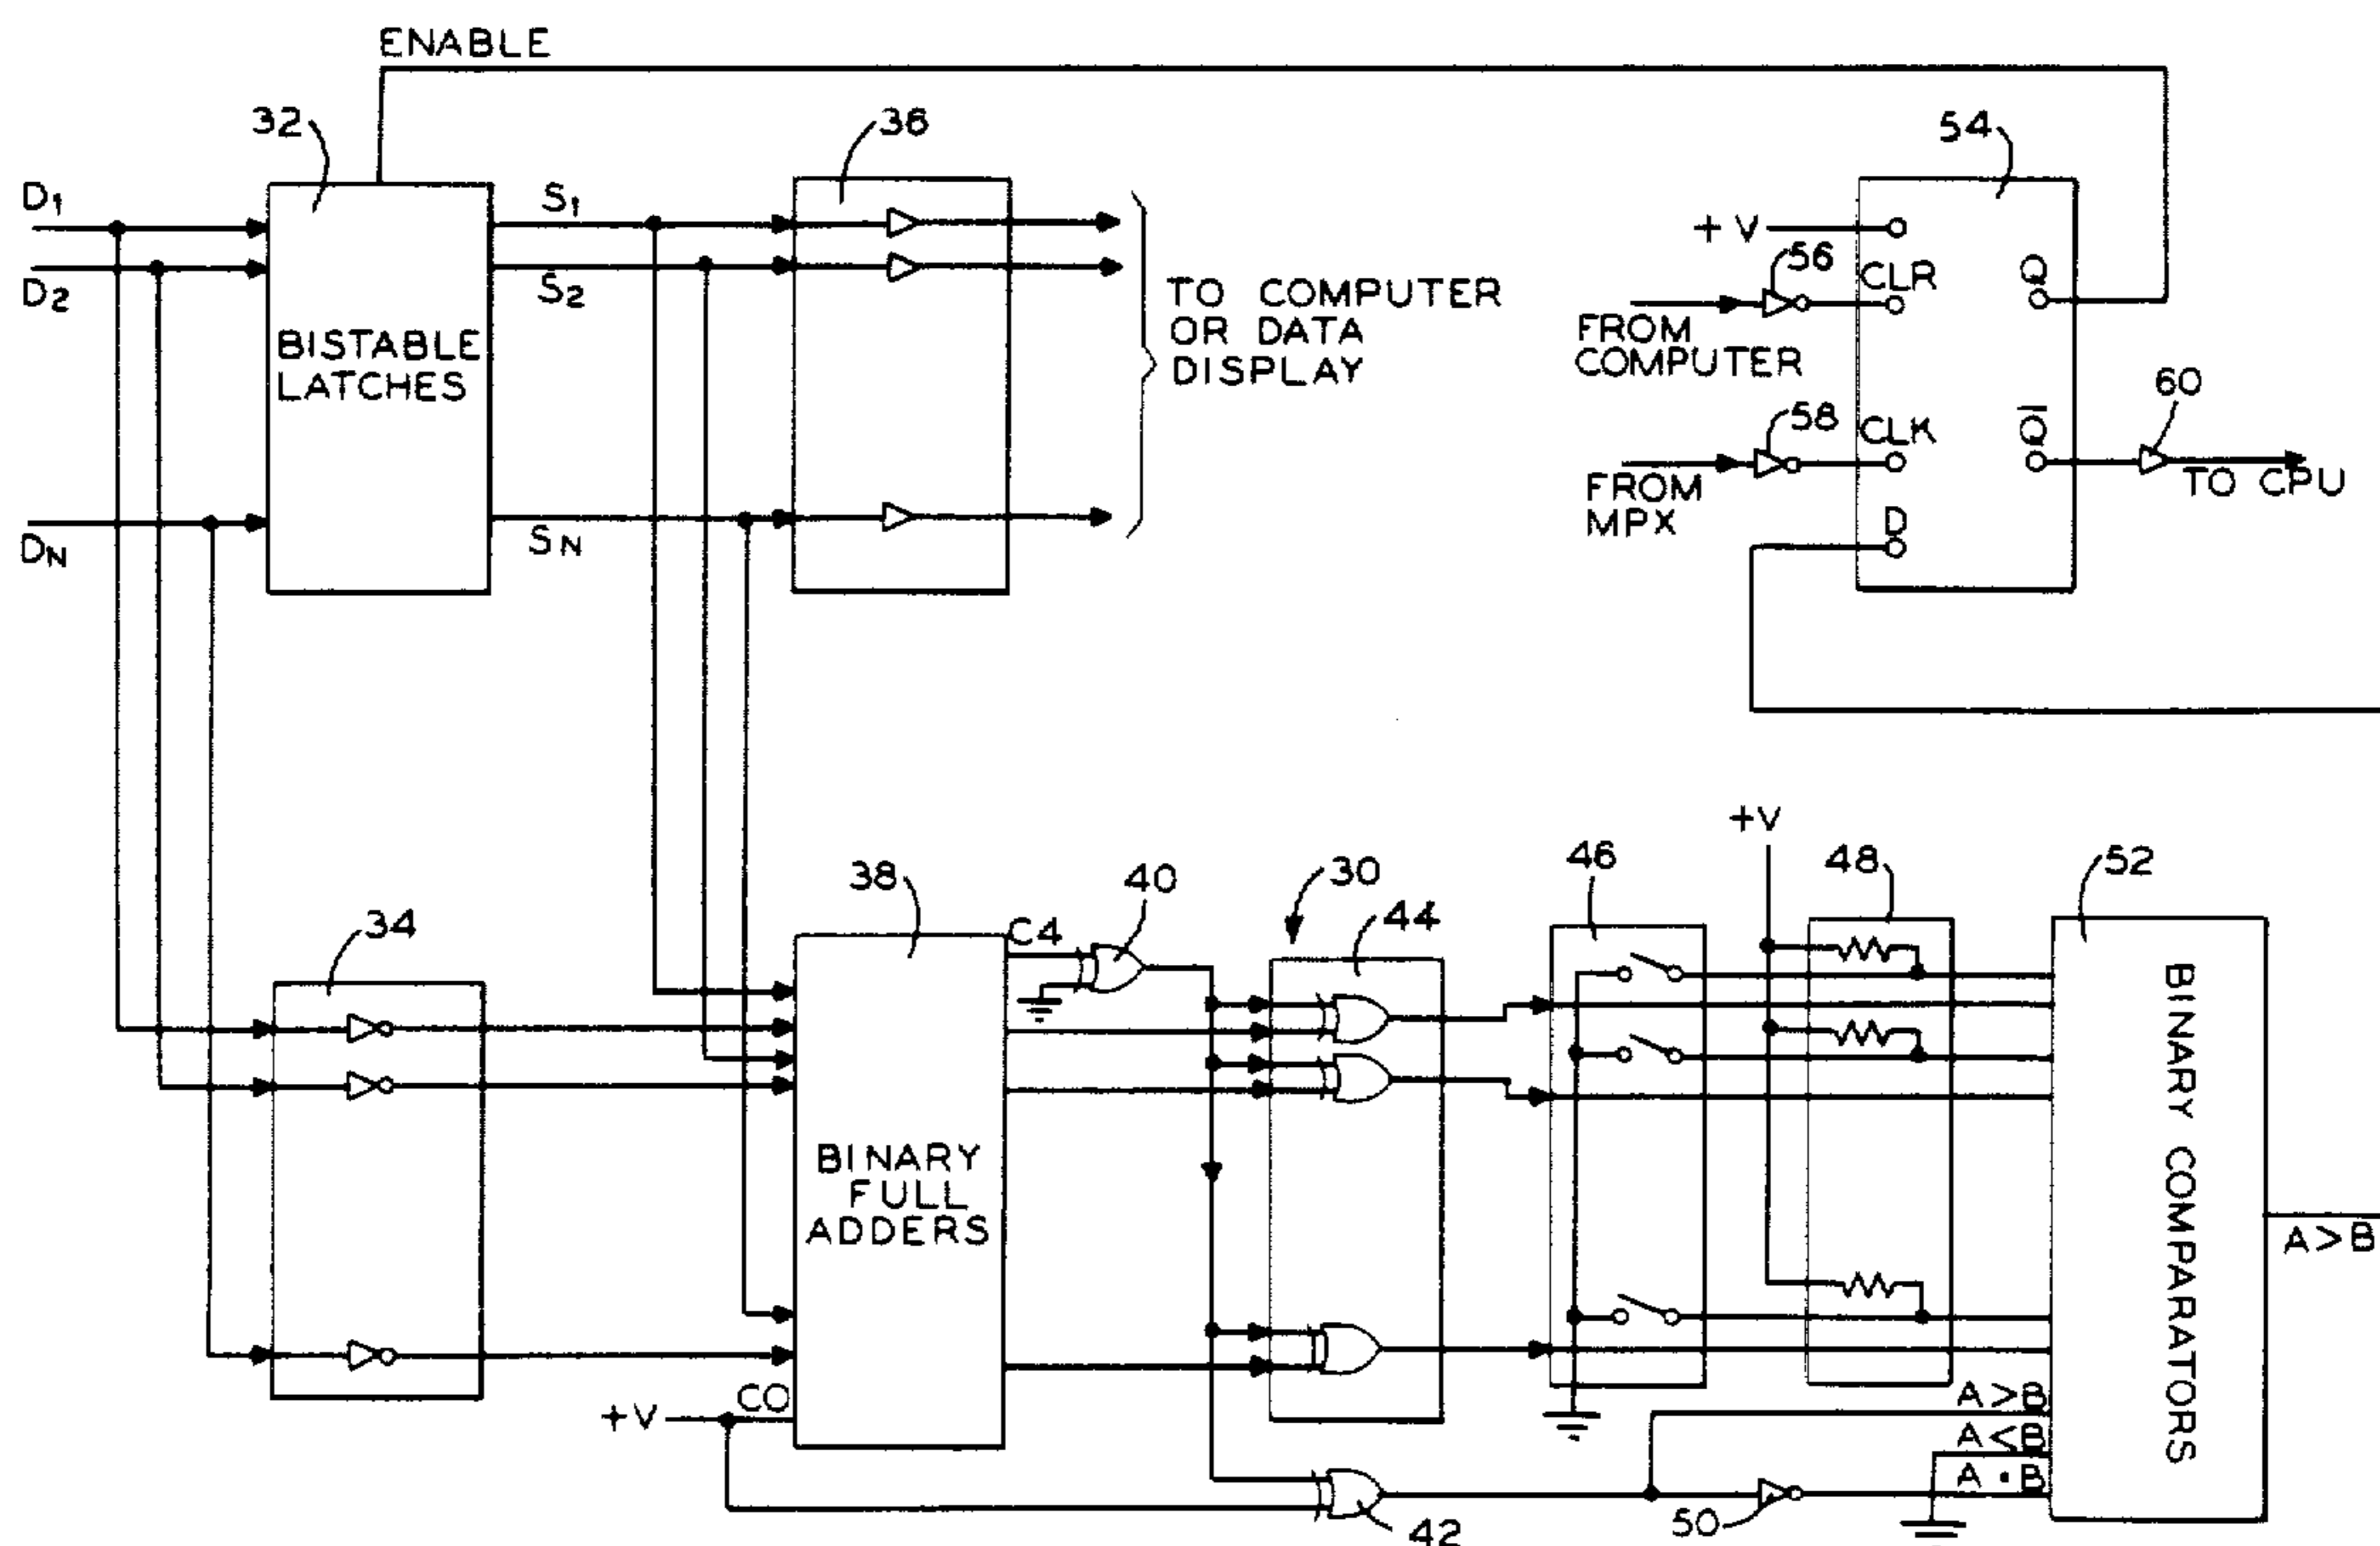 ENABLE
32
36
54
D1
D2
DN
BISTABLE
LATCHES
S1
S2
SN
TO COMPUTER
OR DATA
DISPLAY
+V
56
CLR
Q
FROM
COMPUTER
58
CLK
Q̅
60
TO CPU
FROM
MPX
D
34
38
C4
40
30
44
46
+V
48
52
BINARY
FULL
ADDERS
BINARY COMPARATORS
A>B
+V
CO
A>B
A<B
A=B
42
50